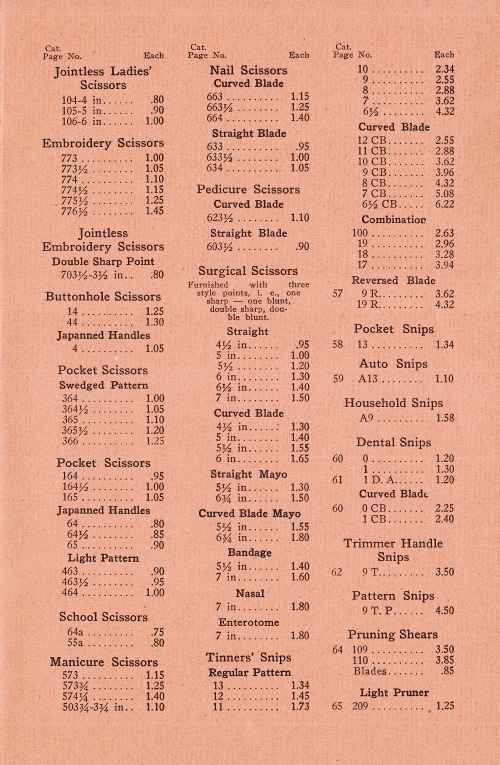 Cat.
Page No. Each
Jointless Ladies'
Scissors
104-4 in...... .80
105-5 in...... .90
106-6 in...... 1.00
Embroidery Scissors
773 .......... 1.00
773½ ......... 1.05
774 .......... 1.10
774½ ......... 1.15
775½ ......... 1.25
776½ ......... 1.45
Jointless
Embroidery Scissors
Double Sharp Point
703½-3½ in.. .80
Buttonhole Scissors
14 ........... 1.25
44 ........... 1.30
Japanned Handles
4 ........... 1.05
Pocket Scissors
Swedged Pattern
364 .......... 1.00
364½ ......... 1.05
365 .......... 1.10
365½ ......... 1.20
366 .......... 1.25
Pocket Scissors
164 .......... .95
164½ ......... 1.00
165 .......... 1.05
Japanned Handles
64 ........... .80
64½ .......... .85
65 ........... .90
Light Pattern
463 .......... .90
463½ ......... .95
464 .......... 1.00
School Scissors
64a .......... .75
55a .......... .80
Manicure Scissors
573 .......... 1.15
573¾ ......... 1.25
574¼ ......... 1.40
503¾-3¾ in.. 1.10
Cat.
Page No. Each
Nail Scissors
Curved Blade
663 .......... 1.15
663½ ......... 1.25
664 .......... 1.40
Straight Blade
633 .......... .95
633½ ......... 1.00
634 .......... 1.05
Pedicure Scissors
Curved Blade
623½ ......... 1.10
Straight Blade
603½ ......... .90
Surgical Scissors
Furnished with three
style points, i. e., one
sharp — one blunt,
double sharp, dou-
ble blunt.
Straight
4½ in....... .95
5 in....... 1.00
5½ ......... 1.20
6 in....... 1.30
6½ in....... 1.40
7 in....... 1.50
Curved Blade
4½ in....... 1.30
5 in....... 1.40
5½ in....... 1.55
6 in....... 1.65
Straight Mayo
5½ in....... 1.30
6¾ in....... 1.50
Curved Blade Mayo
5½ in....... 1.55
6¾ in....... 1.80
Bandage
5½ in....... 1.40
7 in....... 1.60
Nasal
7 in....... 1.80
Enterotome
7 in....... 1.80
Tinners' Snips
Regular Pattern
13 ......... 1.34
12 ......... 1.45
11 ......... 1.73
Cat.
Page No. Each
10 ......... 2.34
9 ......... 2.55
8 ......... 2.88
7 ......... 3.62
6½ ......... 4.32
Curved Blade
12 CB....... 2.55
11 CB....... 2.88
10 CB....... 3.62
9 CB....... 3.96
8 CB....... 4.32
7 CB....... 5.08
6½ CB...... 6.22
Combination
100 ......... 2.63
19 ......... 2.96
18 ......... 3.28
17 ......... 3.94
Reversed Blade
57 9 R........ 3.62
19 R........ 4.32
Pocket Snips
58 13 ......... 1.34
Auto Snips
59 A13......... 1.10
Household Snips
A9 ......... 1.58
Dental Snips
60 0 ......... 1.20
1 ......... 1.30
61 1 D. A..... 1.20
Curved Blade
60 0 CB...... 2.25
1 CB...... 2.40
Trimmer Handle
Snips
62 9 T........ 3.50
Pattern Snips
9 T. P..... 4.50
Pruning Shears
64 109 ......... 3.50
110 ......... 3.85
Blades....... .85
Light Pruner
65 209 ......... 1.25